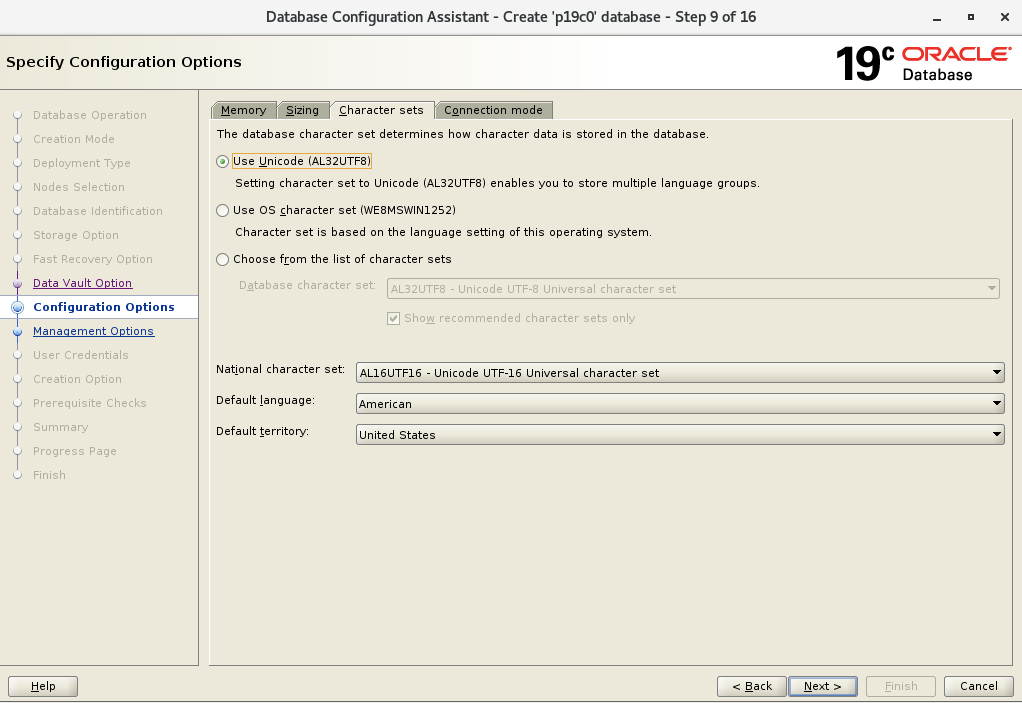 Database Configuration Assistant - Create 'p19c0' database - Step 9 of 16
Specify Configuration Options
19c ORACLE
Database
Database Operation
Creation Mode
Deployment Type
Nodes Selection
Database Identification
Storage Option
Fast Recovery Option
Data Vault Option
Configuration Options
Management Options
User Credentials
Creation Option
Prerequisite Checks
Summary
Progress Page
Finish
Memory Sizing Character sets Connection mode
The database character set determines how character data is stored in the database.
Use Unicode (AL32UTF8)
Setting character set to Unicode (AL32UTF8) enables you to store multiple language groups.
Use OS character set (WE8MSWIN1252)
Character set is based on the language setting of this operating system.
Choose from the list of character sets
Database character set: AL32UTF8 - Unicode UTF-8 Universal character set
Show recommended character sets only
National character set: AL16UTF16 - Unicode UTF-16 Universal character set
Default language: American
Default territory: United States
Help < Back Next > Finish Cancel